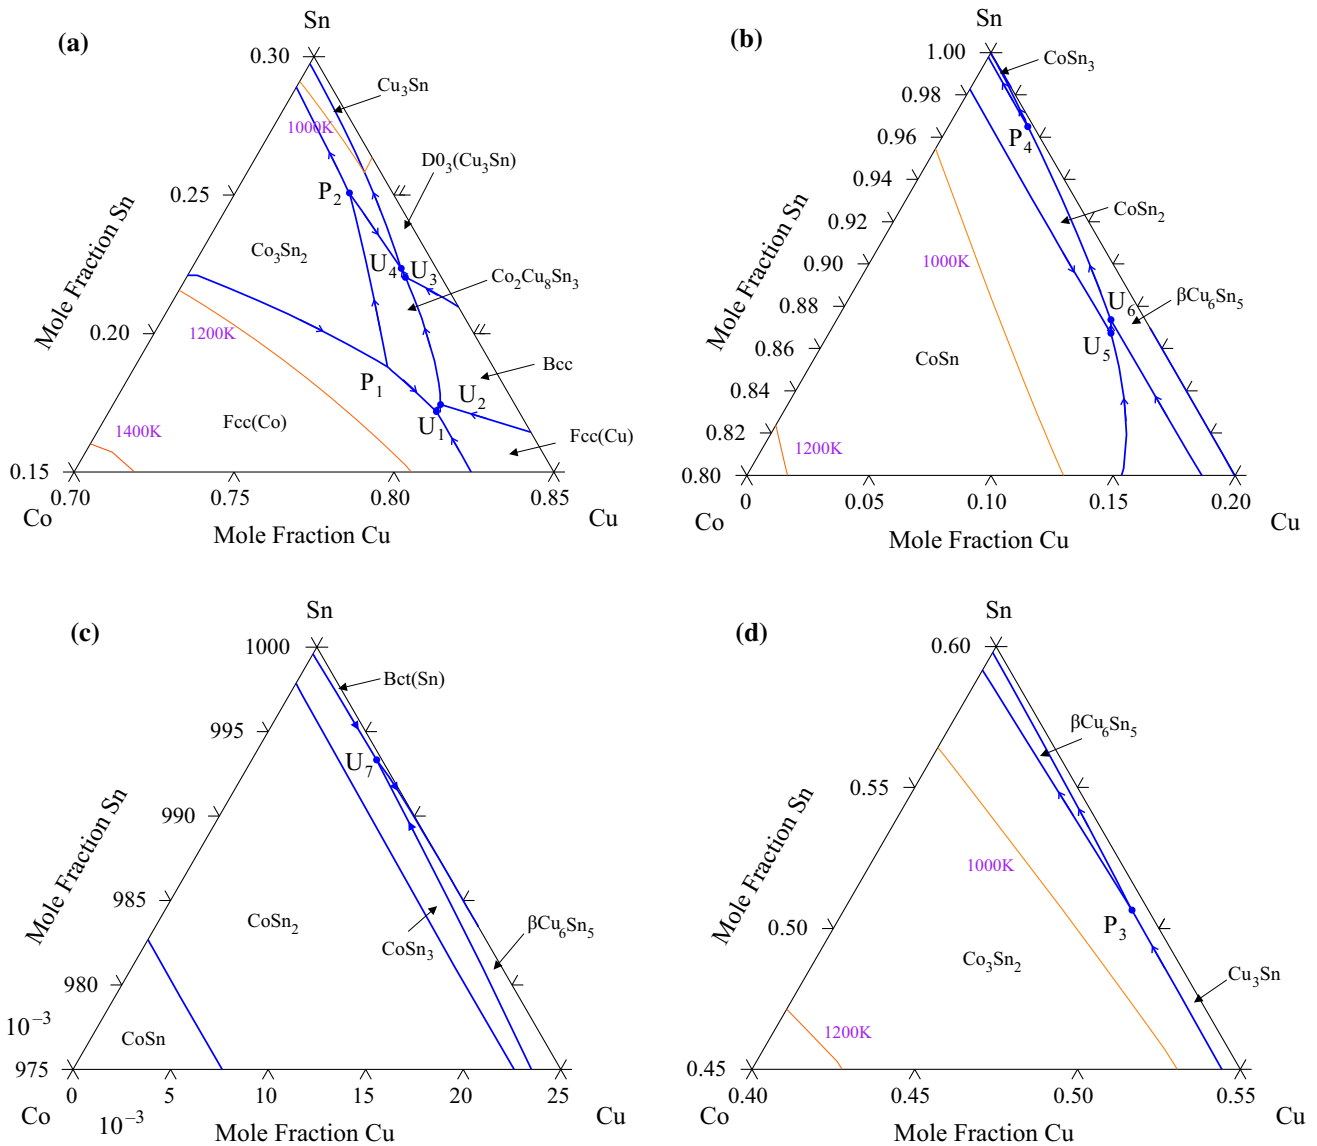 (a)
Sn
0.30
Cu3Sn
1000K
D03(Cu3Sn)
P2
0.25
Mole Fraction Sn
Co3Sn2
U4
U3
Co2Cu8Sn3
1200K
0.20
Bcc
P1
U2
U1
Fcc(Co)
Fcc(Cu)
1400K
0.15
0.70
0.75
0.80
0.85
Co
Mole Fraction Cu
Cu
(b)
Sn
1.00
CoSn3
0.98
0.96
P4
0.94
Mole Fraction Sn
0.92
CoSn2
0.90
1000K
0.88
U6
βCu6Sn5
0.86
CoSn
U5
0.84
0.82
1200K
0.80
0
0.05
0.10
0.15
0.20
Co
Mole Fraction Cu
Cu
(c)
Sn
1000
Bct(Sn)
995
U7
990
Mole Fraction Sn
985
CoSn2
CoSn3
βCu6Sn5
980
10−3
CoSn
975
0
5
10
15
20
25
Co
10−3
Mole Fraction Cu
Cu
(d)
Sn
0.60
βCu6Sn5
0.55
Mole Fraction Sn
1000K
P3
0.50
Co3Sn2
Cu3Sn
1200K
0.45
0.40
0.45
0.50
0.55
Co
Mole Fraction Cu
Cu